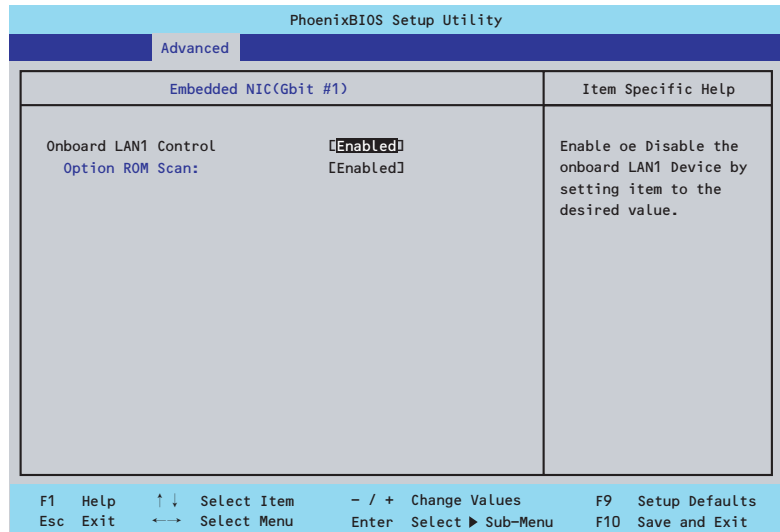 PhoenixBIOS Setup Utility
Advanced
Embedded NIC(Gbit #1)
Item Specific Help
Onboard LAN1 Control [Enabled]
Option ROM Scan: [Enabled]
Enable oe Disable the
onboard LAN1 Device by
setting item to the
desired value.
F1 Help ↑↓ Select Item - / + Change Values F9 Setup Defaults
Esc Exit ←→ Select Menu Enter Select ▶ Sub-Menu F10 Save and Exit